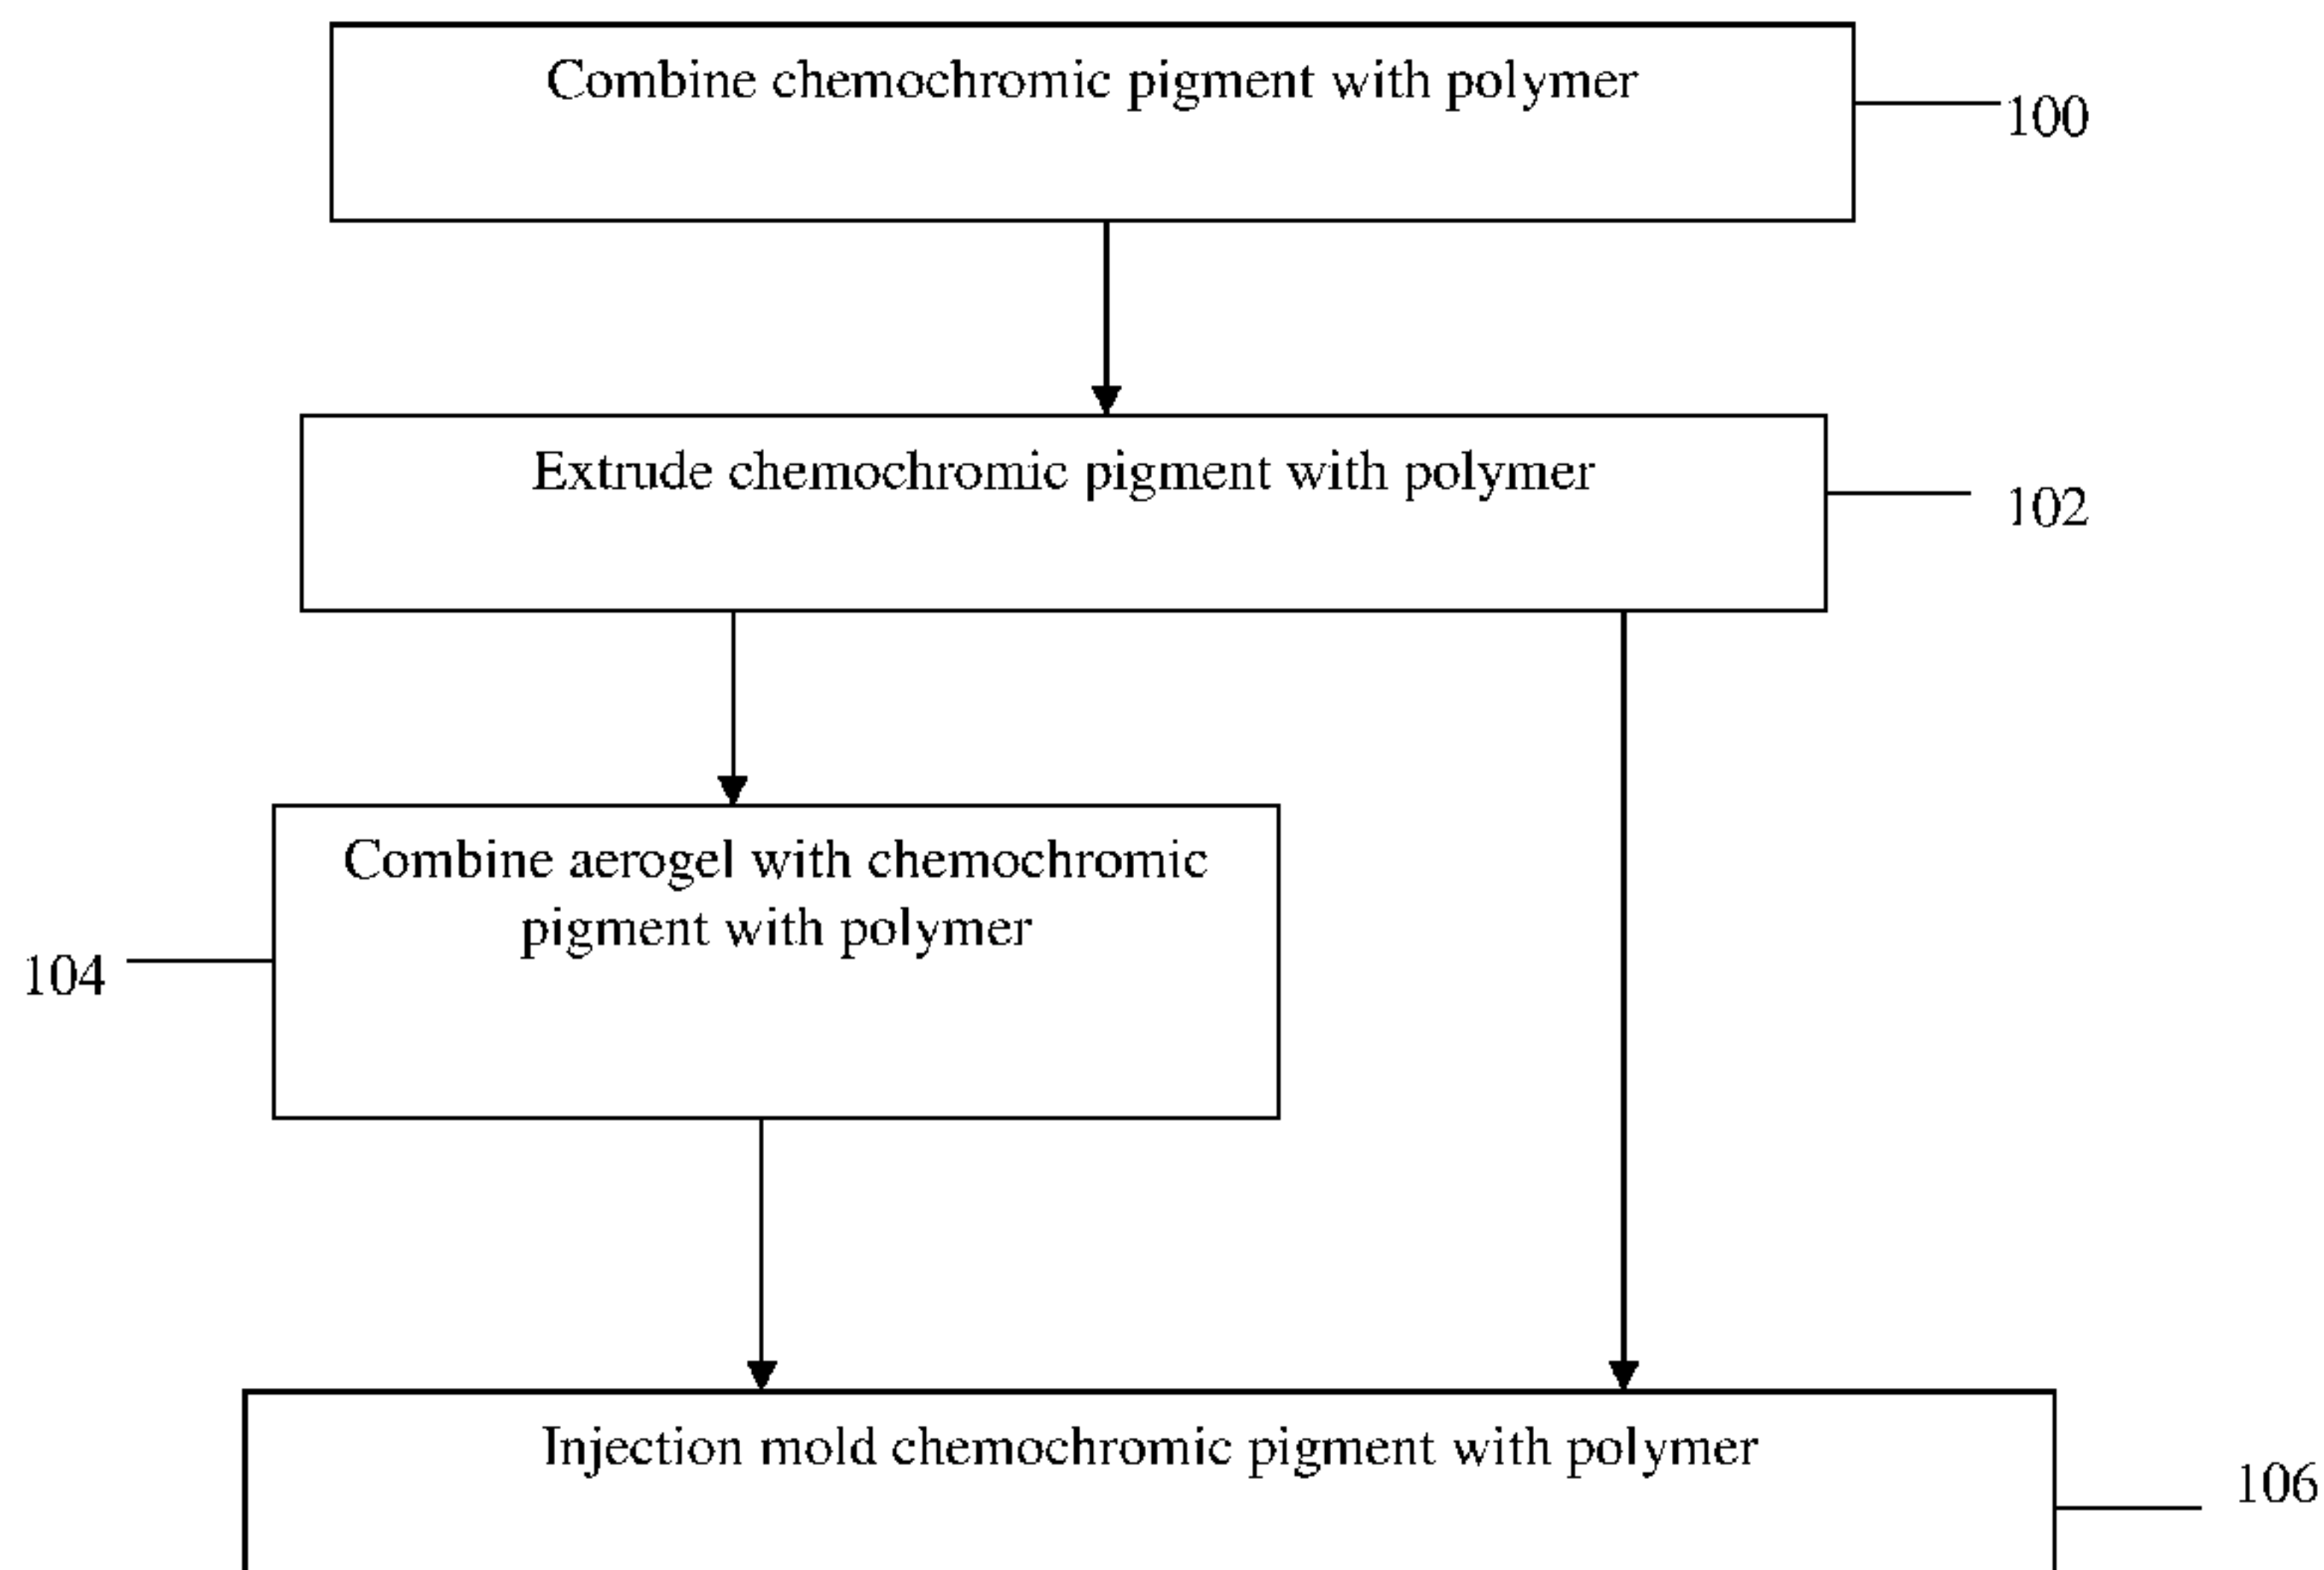 Combine chemochromic pigment with polymer
100
Extrude chemochromic pigment with polymer
102
Combine aerogel with chemochromic
pigment with polymer
104
Injection mold chemochromic pigment with polymer
106